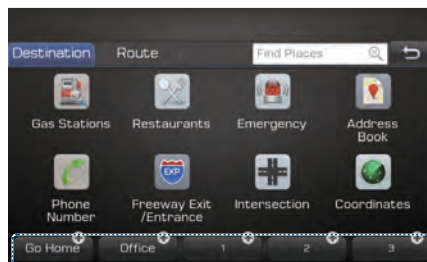 Destination Route Find Places
Gas Stations Restaurants Emergency Address
Book
EXP
Phone Freeway Exit Intersection Coordinates
Number /Entrance
Go Home Office 1 2 3